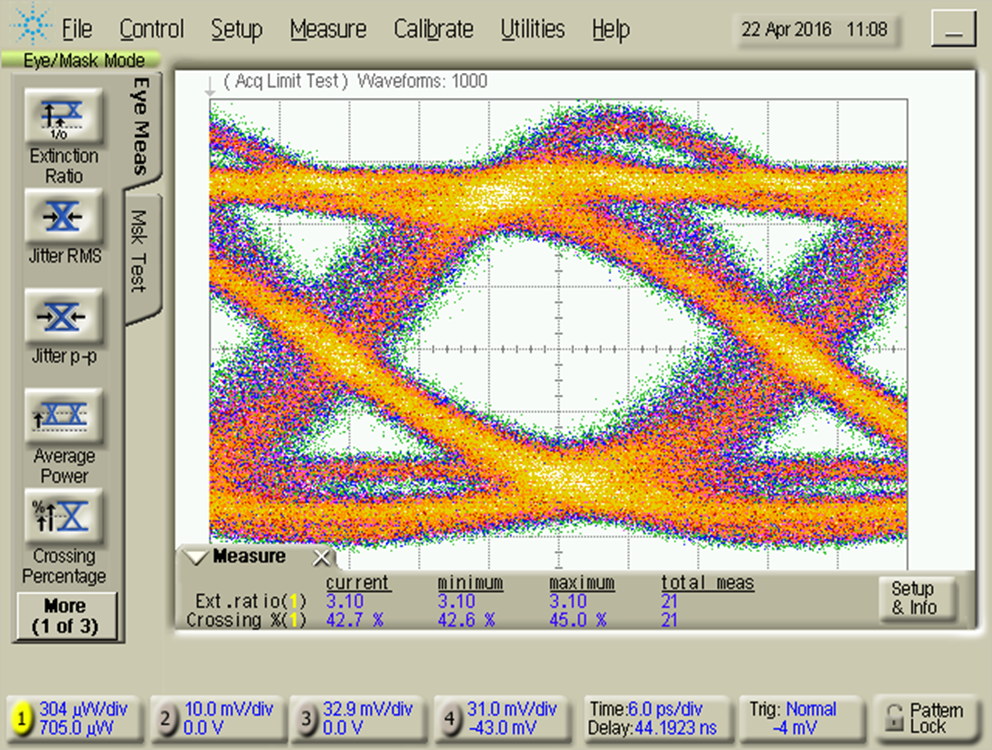 File Control Setup Measure Calibrate Utilities Help
22 Apr 2016 11:08
Eye/Mask Mode
( Acq Limit Test ) Waveforms: 1000
Eye Meas
Msk Test
1/0
Extinction
Ratio
Jitter RMS
Jitter p-p
Average
Power
%
Crossing
Percentage
More
(1 of 3)
Measure
current minimum maximum total meas
Ext.ratio(1) 3.10 3.10 3.10 21
Crossing %(1) 42.7 % 42.6 % 45.0 % 21
Setup
& Info
1 304 µW/div
705.0 µW
2 10.0 mV/div
0.0 V
3 32.9 mV/div
0.0 V
4 31.0 mV/div
-43.0 mV
Time:6.0 ps/div
Delay:44.1923 ns
Trig: Normal
-4 mV
Pattern
Lock